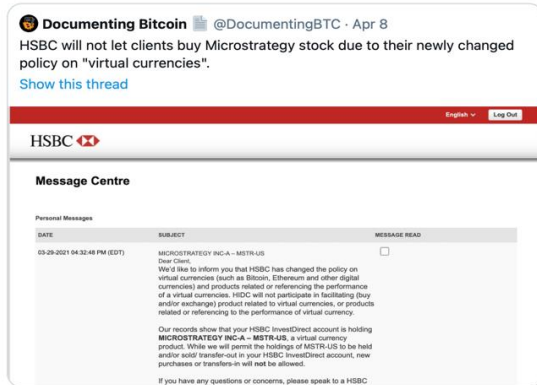 Documenting Bitcoin 📄 @DocumentingBTC · Apr 8
HSBC will not let clients buy Microstrategy stock due to their newly changed
policy on "virtual currencies".
Show this thread
English
Log Out
HSBC
Message Centre
Personal Messages
DATE SUBJECT MESSAGE READ
03-29-2021 04:32:48 PM (EDT) MICROSTRATEGY INC-A – MSTR-US
Dear Client,
We'd like to inform you that HSBC has changed the policy on
virtual currencies (such as Bitcoin, Ethereum and other digital
currencies) and products related or referencing the performance
of a virtual currencies. HIDC will not participate in facilitating (buy
and/or exchange) product related to virtual currencies, or products
related or referencing to the performance of virtual currency.
Our records show that your HSBC InvestDirect account is holding
MICROSTRATEGY INC-A – MSTR-US, a virtual currency
product. While we will permit the holdings of MSTR-US to be held
and/or sold/ transfer-out in your HSBC InvestDirect account, new
purchases or transfers-in will not be allowed.
If you have any questions or concerns, please speak to a HSBC